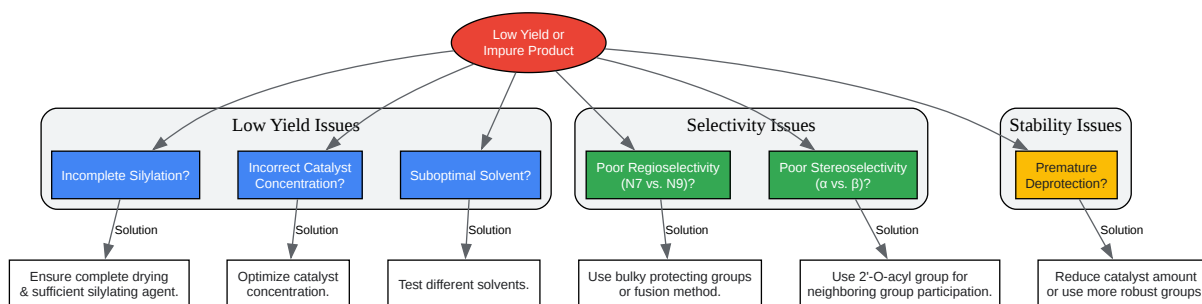 Low Yield or
Impure Product
Low Yield Issues
Selectivity Issues
Stability Issues
Incomplete Silylation?
Incorrect Catalyst
Concentration?
Suboptimal Solvent?
Poor Regioselectivity
(N7 vs. N9)?
Poor Stereoselectivity
(α vs. β)?
Premature
Deprotection?
Solution
Solution
Solution
Solution
Solution
Solution
Ensure complete drying
& sufficient silylating agent.
Optimize catalyst
concentration.
Test different solvents.
Use bulky protecting groups
or fusion method.
Use 2'-O-acyl group for
neighboring group participation.
Reduce catalyst amount
or use more robust groups.